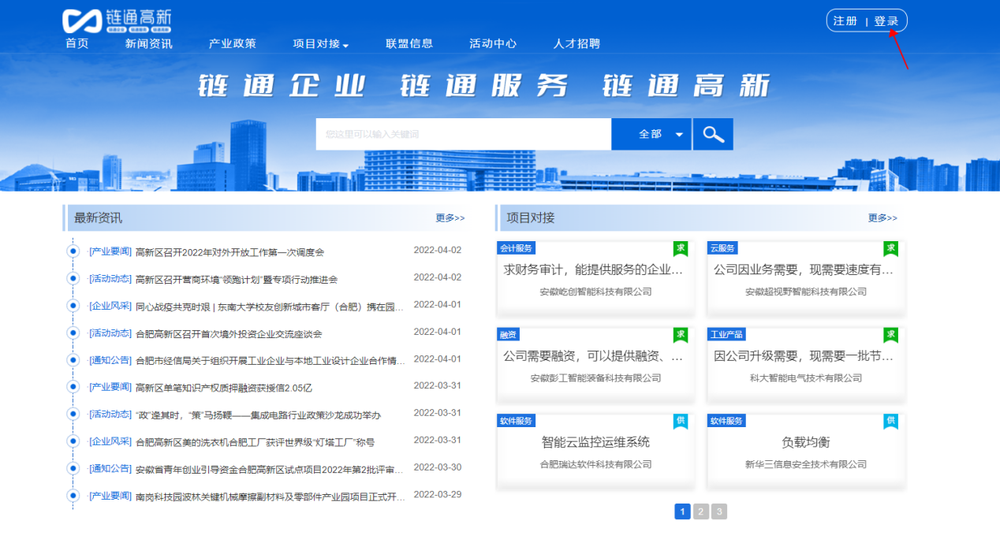 链通高新
链通企业 链通服务 链通高新
注册 | 登录
首页 新闻资讯 产业政策 项目对接 联盟信息 活动中心 人才招聘
链通企业 链通服务 链通高新
您这里可以输入关键词 全部
最新资讯 更多>>
·[产业要闻] 高新区召开2022年对外开放工作第一次调度会 2022-04-02
·[活动动态] 高新区召开营商环境“领跑计划”暨专项行动推进会 2022-04-02
·[企业风采] 同心战疫共克时艰 | 东南大学校友创新城市客厅（合肥）携在园... 2022-04-01
·[活动动态] 合肥高新区召开首次境外投资企业交流座谈会 2022-04-01
·[通知公告] 合肥市经信局关于组织开展工业企业与本地工业设计企业合作情... 2022-04-01
·[产业要闻] 高新区单笔知识产权质押融资获授信2.05亿 2022-03-31
·[活动动态] “政”逢其时，“策”马扬鞭——集成电路行业政策沙龙成功举办 2022-03-31
·[企业风采] 合肥高新区美的洗衣机合肥工厂获评世界级“灯塔工厂”称号 2022-03-31
·[通知公告] 安徽省青年创业引导资金合肥高新区试点项目2022年第2批评审... 2022-03-30
·[产业要闻] 南岗科技园波林关键机械摩擦副材料及零部件产业园项目正式开... 2022-03-29
项目对接 更多>>
会计服务 求
求财务审计，能提供服务的企业...
安徽屹创智能科技有限公司
云服务 求
公司因业务需要，现需要速度有...
安徽超视野智能科技有限公司
融资 求
公司需要融资，可以提供融资、...
安徽彭工智能装备科技有限公司
工业产品 求
因公司升级需要，现需要一批节...
科大智能电气技术有限公司
软件服务 供
智能云监控运维系统
合肥瑞达软件科技有限公司
软件服务 供
负载均衡
新华三信息安全技术有限公司
1 2 3